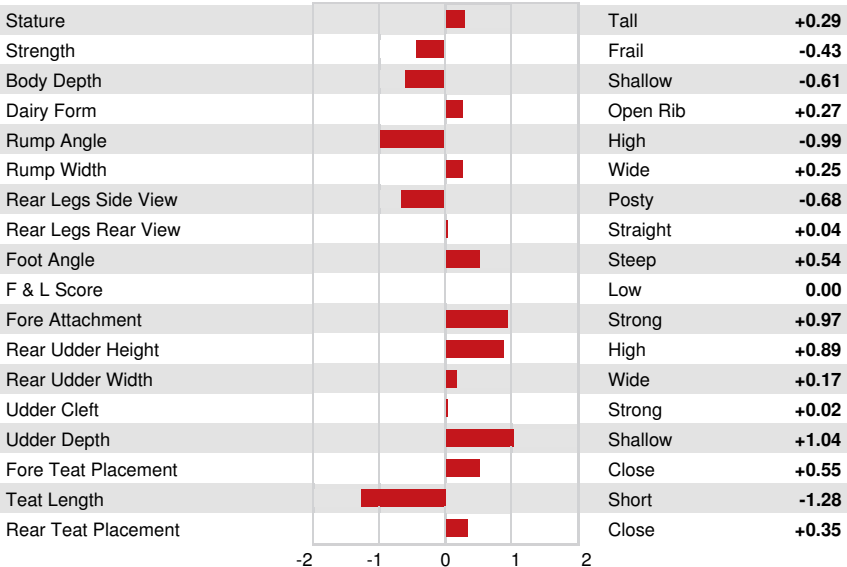 Stature Tall +0.29
Strength Frail -0.43
Body Depth Shallow -0.61
Dairy Form Open Rib +0.27
Rump Angle High -0.99
Rump Width Wide +0.25
Rear Legs Side View Posty -0.68
Rear Legs Rear View Straight +0.04
Foot Angle Steep +0.54
F & L Score Low 0.00
Fore Attachment Strong +0.97
Rear Udder Height High +0.89
Rear Udder Width Wide +0.17
Udder Cleft Strong +0.02
Udder Depth Shallow +1.04
Fore Teat Placement Close +0.55
Teat Length Short -1.28
Rear Teat Placement Close +0.35
-2 -1 0 1 2